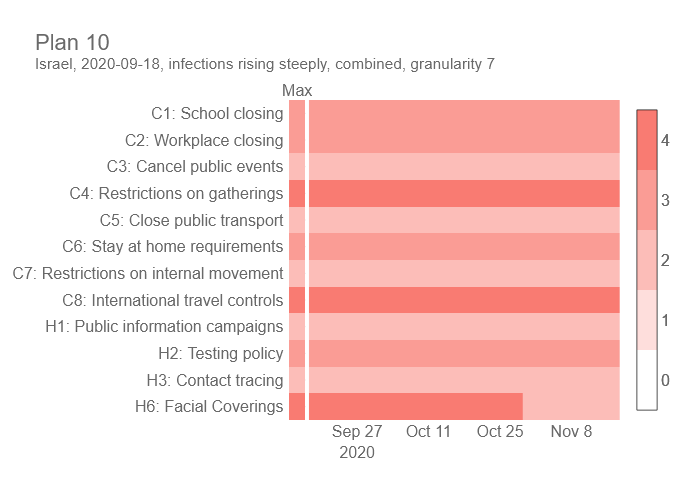 Plan 10
Israel, 2020-09-18, infections rising steeply, combined, granularity 7
Max
C1: School closing
C2: Workplace closing
C3: Cancel public events
C4: Restrictions on gatherings
C5: Close public transport
C6: Stay at home requirements
C7: Restrictions on internal movement
C8: International travel controls
H1: Public information campaigns
H2: Testing policy
H3: Contact tracing
H6: Facial Coverings
4
3
2
1
0
Sep 27 Oct 11 Oct 25 Nov 8
2020